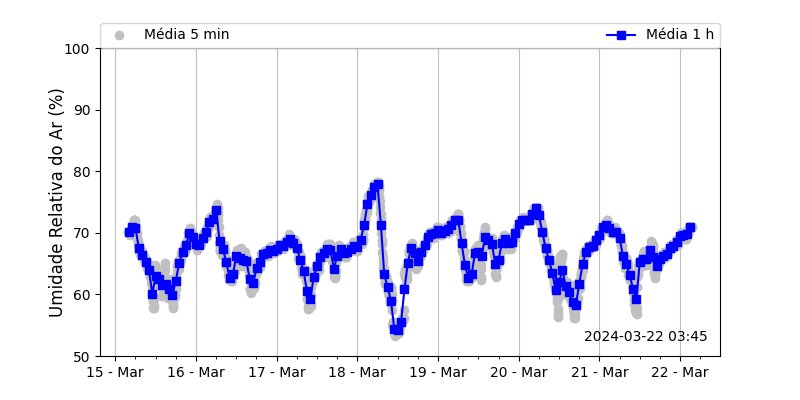 Média 5 min
Média 1 h
Umidade Relativa do Ar (%)
100
90
80
70
60
50
2024-03-22 03:45
15 - Mar
16 - Mar
17 - Mar
18 - Mar
19 - Mar
20 - Mar
21 - Mar
22 - Mar